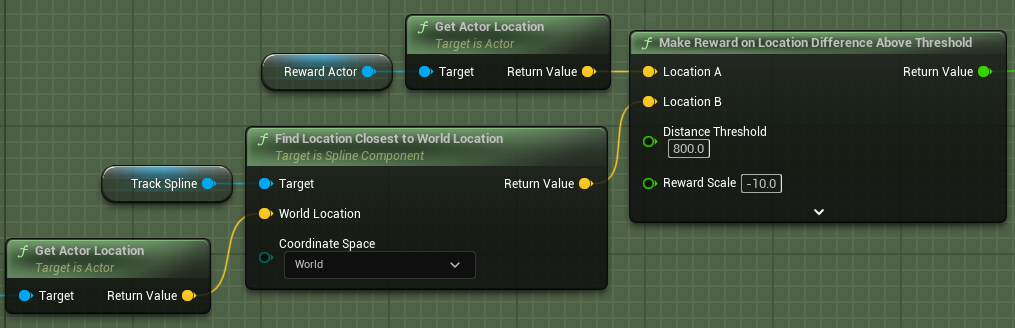 Get Actor Location
Target is Actor
Target Return Value
Reward Actor
Make Reward on Location Difference Above Threshold
Location A Return Value
Location B
Distance Threshold
800.0
Reward Scale -10.0
Find Location Closest to World Location
Target is Spline Component
Target Return Value
World Location
Coordinate Space
World
Track Spline
Get Actor Location
Target is Actor
Target Return Value